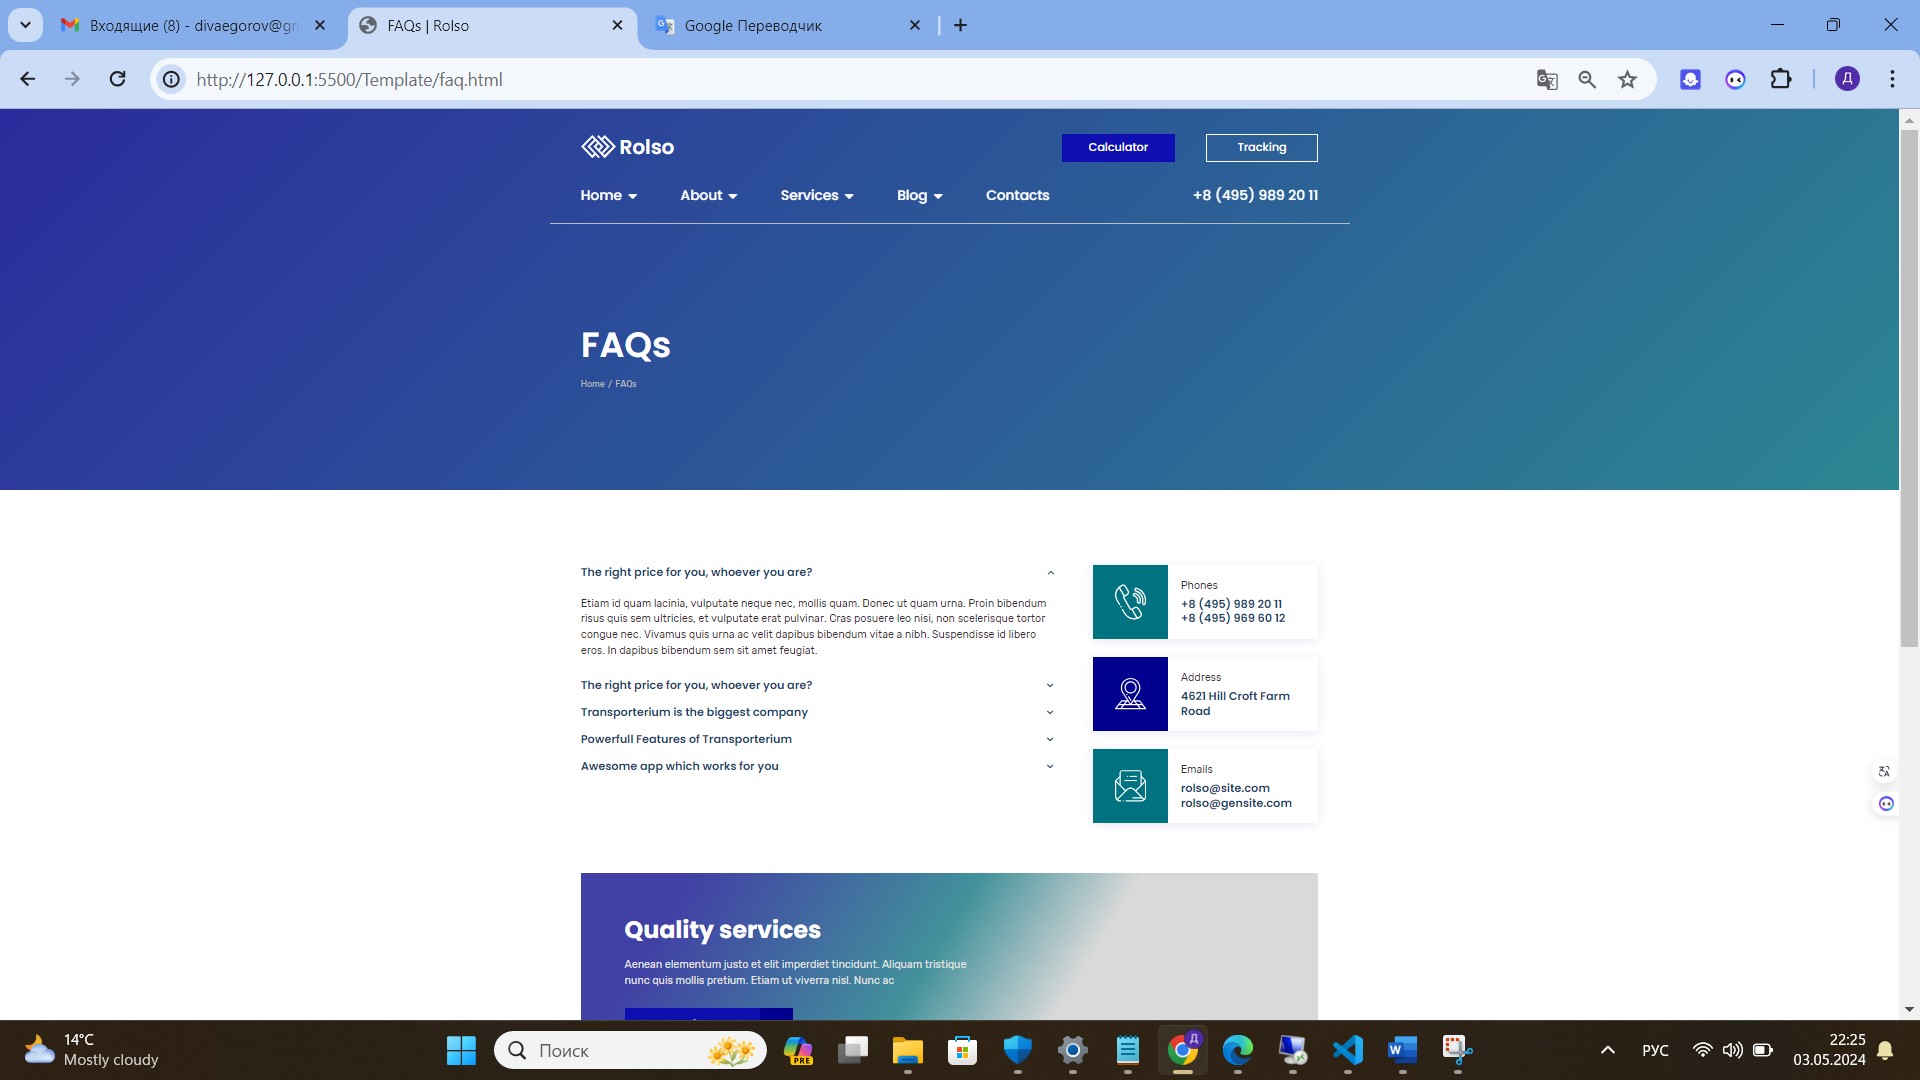 Входящие (8) - divaegorov@gm
FAQs | Rolso
Google Переводчик
http://127.0.0.1:5500/Template/faq.html
Д
Rolso
Calculator
Tracking
Home
About
Services
Blog
Contacts
+8 (495) 989 20 11
FAQs
Home / FAQs
The right price for you, whoever you are?
Etiam id quam lacinia, vulputate neque nec, mollis quam. Donec ut quam urna. Proin bibendum
risus quis sem ultricies, et vulputate erat pulvinar. Cras posuere leo nisi, non scelerisque tortor
congue nec. Vivamus quis urna ac velit dapibus bibendum vitae a nibh. Suspendisse id libero
eros. In dapibus bibendum sem sit amet feugiat.
The right price for you, whoever you are?
Transporterium is the biggest company
Powerfull Features of Transporterium
Awesome app which works for you
Phones
+8 (495) 989 20 11
+8 (495) 969 60 12
Address
4621 Hill Croft Farm
Road
Emails
rolso@site.com
rolso@gensite.com
Quality services
Aenean elementum justo et elit imperdiet tincidunt. Aliquam tristique
nunc quis mollis pretium. Etiam ut viverra nisl. Nunc ac
14°C
Mostly cloudy
Поиск
PRE
Д
РУС
22:25
03.05.2024